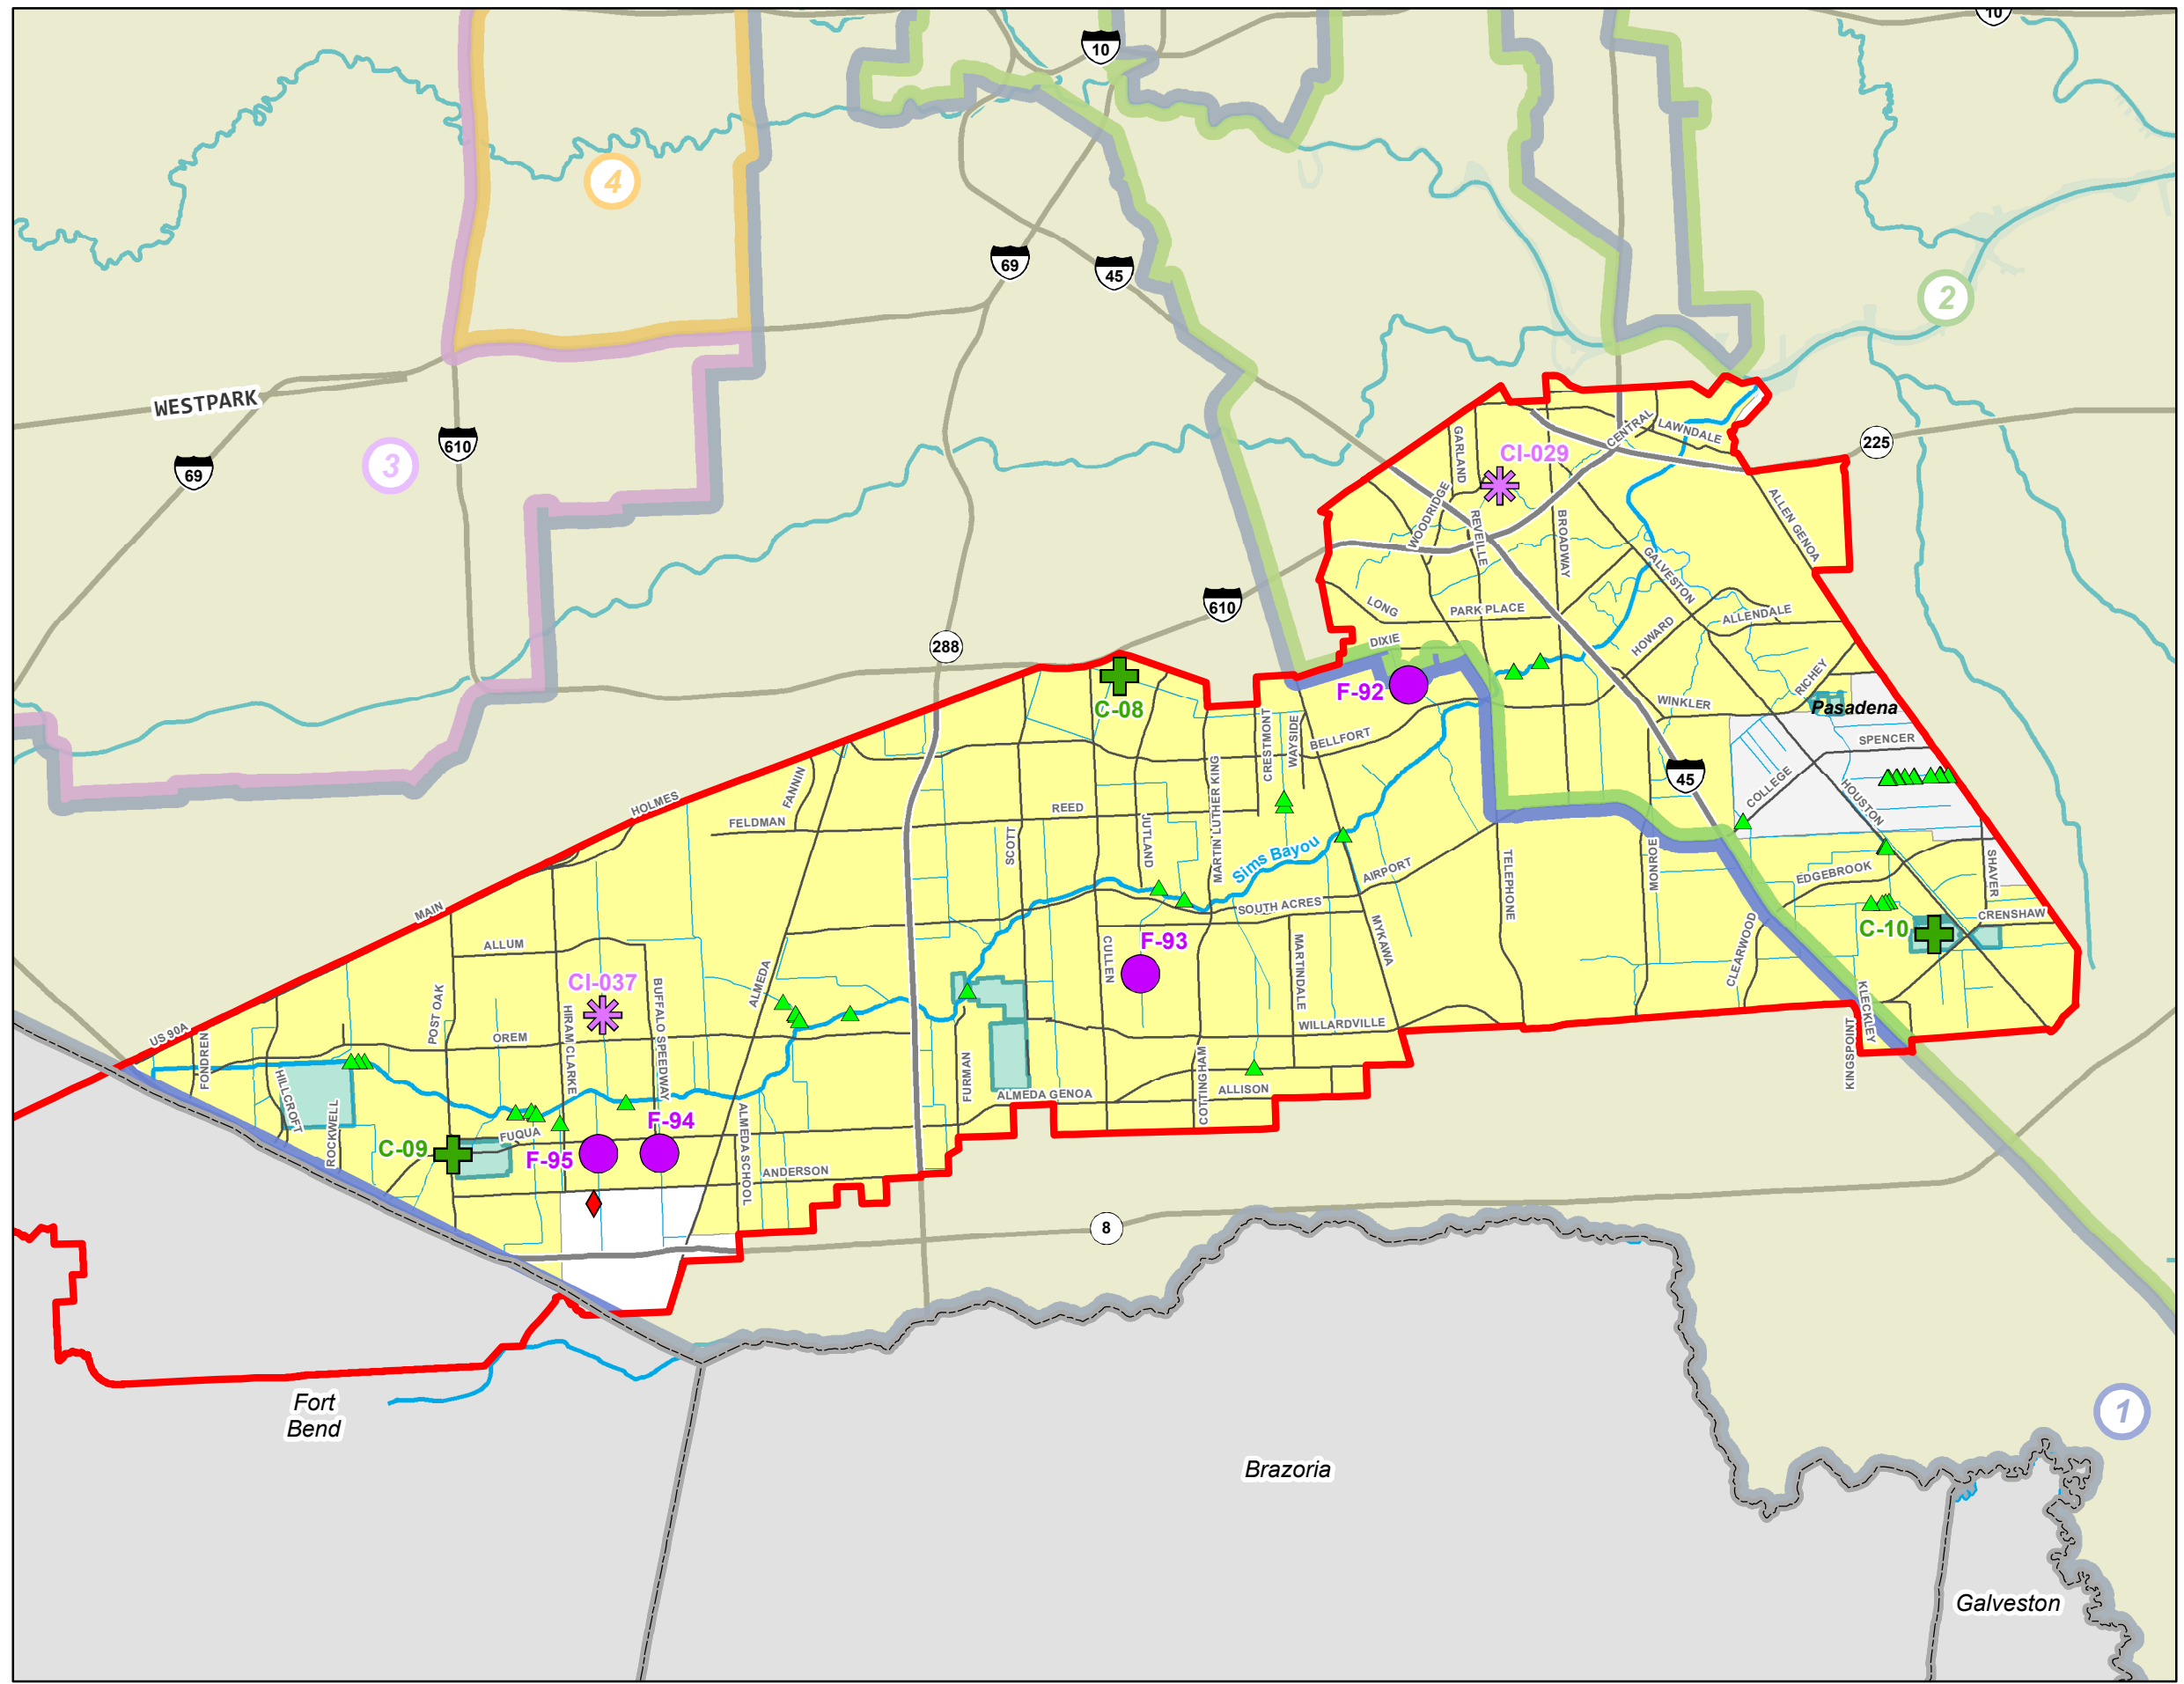 10
10
4
69
45
2
WESTPARK
610
3
69
225
CENTRAL
LAWNDALE
GARLAND
CI-029
WOODRIDGE
REVEILLE
BROADWAY
ALLEN GENOA
GALVESTON
610
LONG
PARK PLACE
ALLENDALE
HOWARD
DIXIE
288
RICHEY
F-92
C-08
WINKLER
Pasadena
CRESTMONT
WAYSIDE
BELLFORT
SPENCER
45
COLLEGE
HOUSTON
FANNIN
HOLMES
FELDMAN
REED
SCOTT
JUTLAND
MARTIN LUTHER KING
Sims Bayou
AIRPORT
TELEPHONE
MONROE
EDGEBROOK
SHAVER
MAIN
SOUTH ACRES
CRENSHAW
C-10
ALLUM
F-93
CULLEN
MARTINDALE
MYKAWA
CLEARWOOD
CI-037
ALMEDA
POST OAK
HIRAM CLARKE
BUFFALO SPEEDWAY
KLECKLEY
US 90A
OREM
WILLARDVILLE
FONDREN
KINGSPOINT
HILLCROFT
ROCKWELL
FURMAN
COTTINGHAM
ALLISON
ALMEDA GENOA
F-94
FUQUA
C-09
F-95
ALMEDA SCHOOL
ANDERSON
8
Fort
Bend
1
Brazoria
Galveston